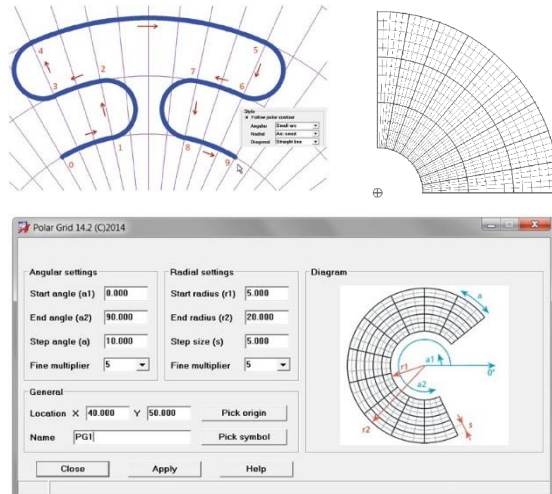 4
5
3
2
7
6
0
1
8
9
Style
Follow polar contour
Angular Small arc
Radial Arc smart
Diagonal Straight line
Polar Grid 14.2 (C)2014
Angular settings
Start angle (a1) 0.000
End angle (a2) 90.000
Step angle (a) 10.000
Fine multiplier 5
Radial settings
Start radius (r1) 5.000
End radius (r2) 20.000
Step size (s) 5.000
Fine multiplier 5
Diagram
a
a1
0°
r1
a2
r2
s
General
Location X 40.000 Y 50.000 Pick origin
Name PG1 Pick symbol
Close Apply Help